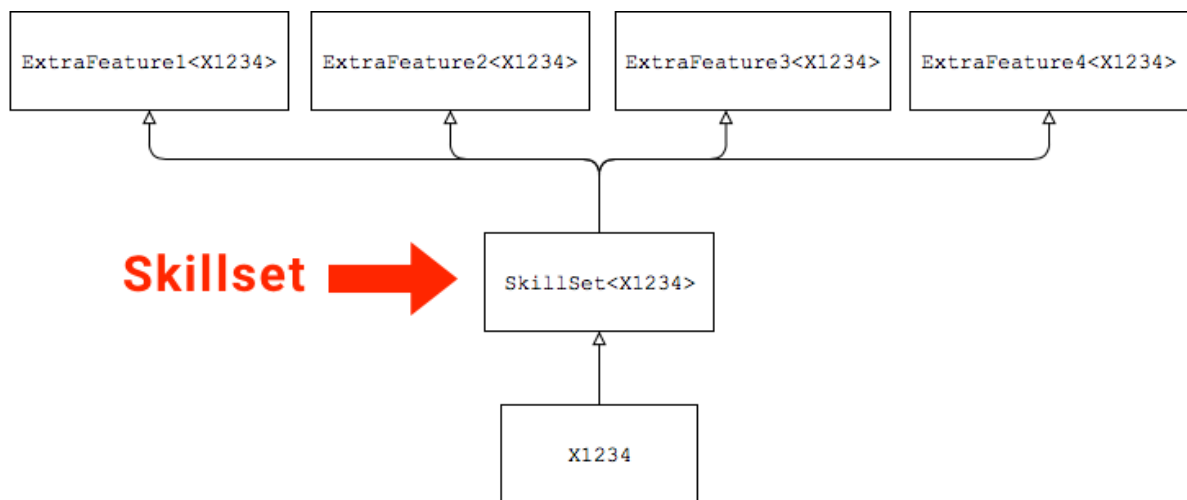 ExtraFeature1<X1234>
ExtraFeature2<X1234>
ExtraFeature3<X1234>
ExtraFeature4<X1234>
Skillset
SkillSet<X1234>
X1234